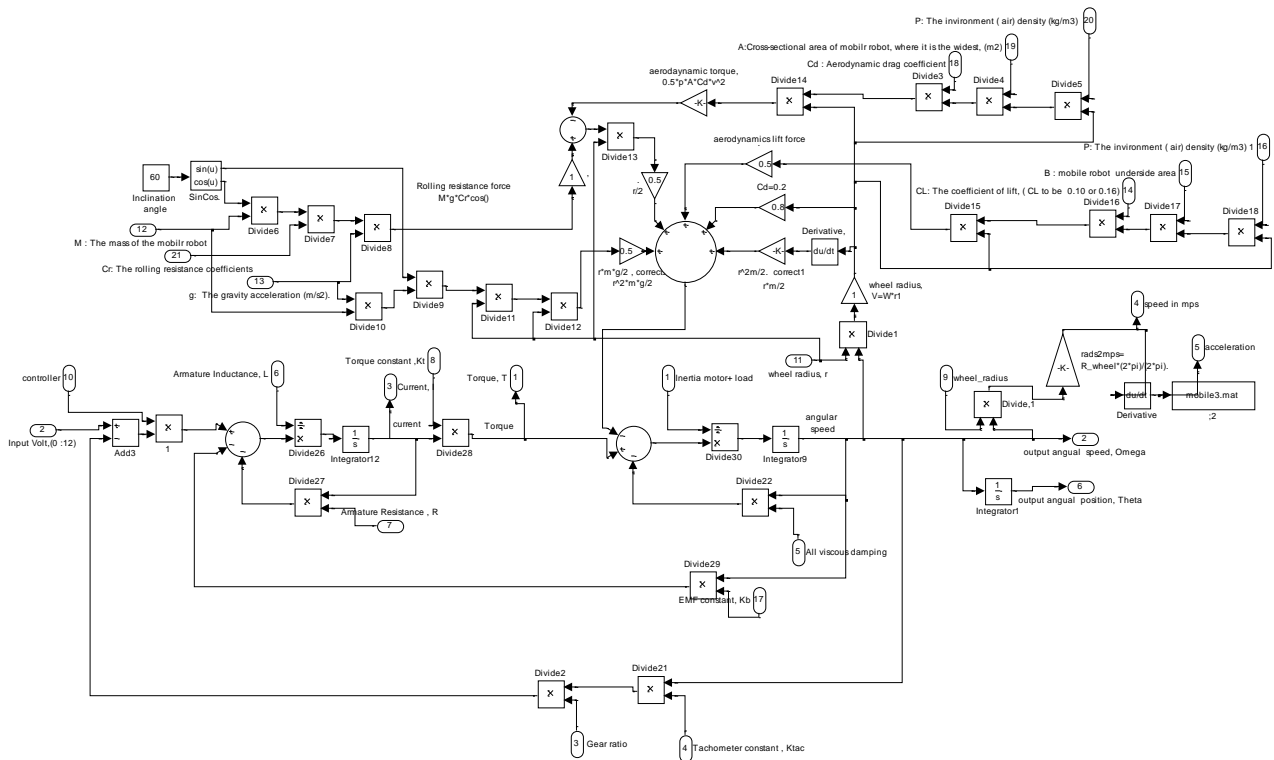 P: The invironment ( air) density (kg/m3)
20
A:Cross-sectional area of mobilr robot, where it is the widest, (m2)
19
Cd : Aerodynamic drag coefficient
18
aerodaynamic torque,
0.5*p*A*Cd*v^2
-K-
Divide14
Divide3
Divide4
Divide5
Divide13
aerodynamics lift force
0.5
P: The invironment ( air) density (kg/m3) 1
16
B : mobile robot underside area
15
CL: The coefficient of lift, ( CL to be 0.10 or 0.16)
14
60
Inclination
angle
sin(u)
cos(u)
SinCos.
1
0.5
r/2
Rolling resistance force
M*g*Cr*cos()
Cd=0.2
0.8
Divide15
Divide16
Divide17
Divide18
12
Divide6
Divide7
Divide8
M : The mass of the mobilr robot
21
Cr: The rolling resistance coefficients
13
g: The gravity acceleration (m/s2).
0.5
r*m*g/2 , correct
r^2*m*g/2
-K-
r^2m/2. correct1
r*m/2
Derivative,
du/dt
Divide9
Divide10
Divide11
Divide12
1
wheel radius,
V=W*r1
Divide1
11
wheel radius, r
4
speed in mps
5
acceleration
-K-
rads2mps=
R_wheel*(2*pi)/(2*pi).
du/dt
Derivative
mobile3.mat
;2
controller
10
Armature Inductance, L
6
Torque constant ,Kt
8
3
Current, i
Torque, T
1
1
Inertia motor+ load
9
wheel_radius
Divide,1
2
Input Volt,(0 :12)
Add3
1
Divide26
1
s
Integrator12
current
Divide28
Torque
Divide30
1
s
Integrator9
angular
speed
2
output angual speed, Omega
1
s
Integrator1
6
output angual position, Theta
Divide27
Armature Resistance , R
7
Divide22
5
All viscous damping
Divide29
EMF constant, Kb
17
Divide2
Divide21
3
Gear ratio
4
Tachometer constant , Ktac